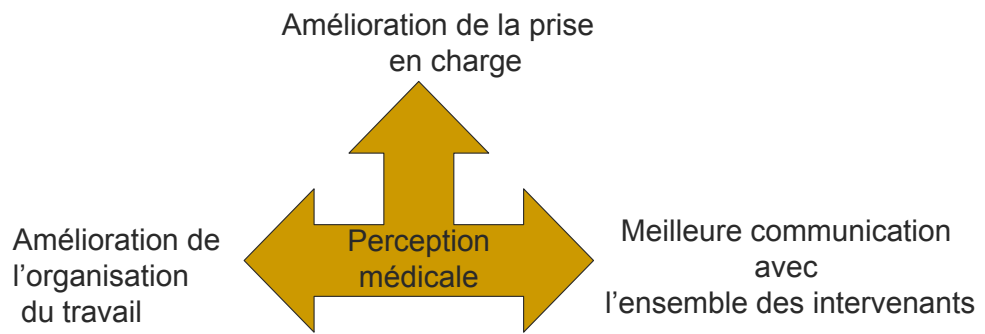 Amélioration de la prise
en charge
Amélioration de
l’organisation
du travail
Perception
médicale
Meilleure communication
avec
l’ensemble des intervenants